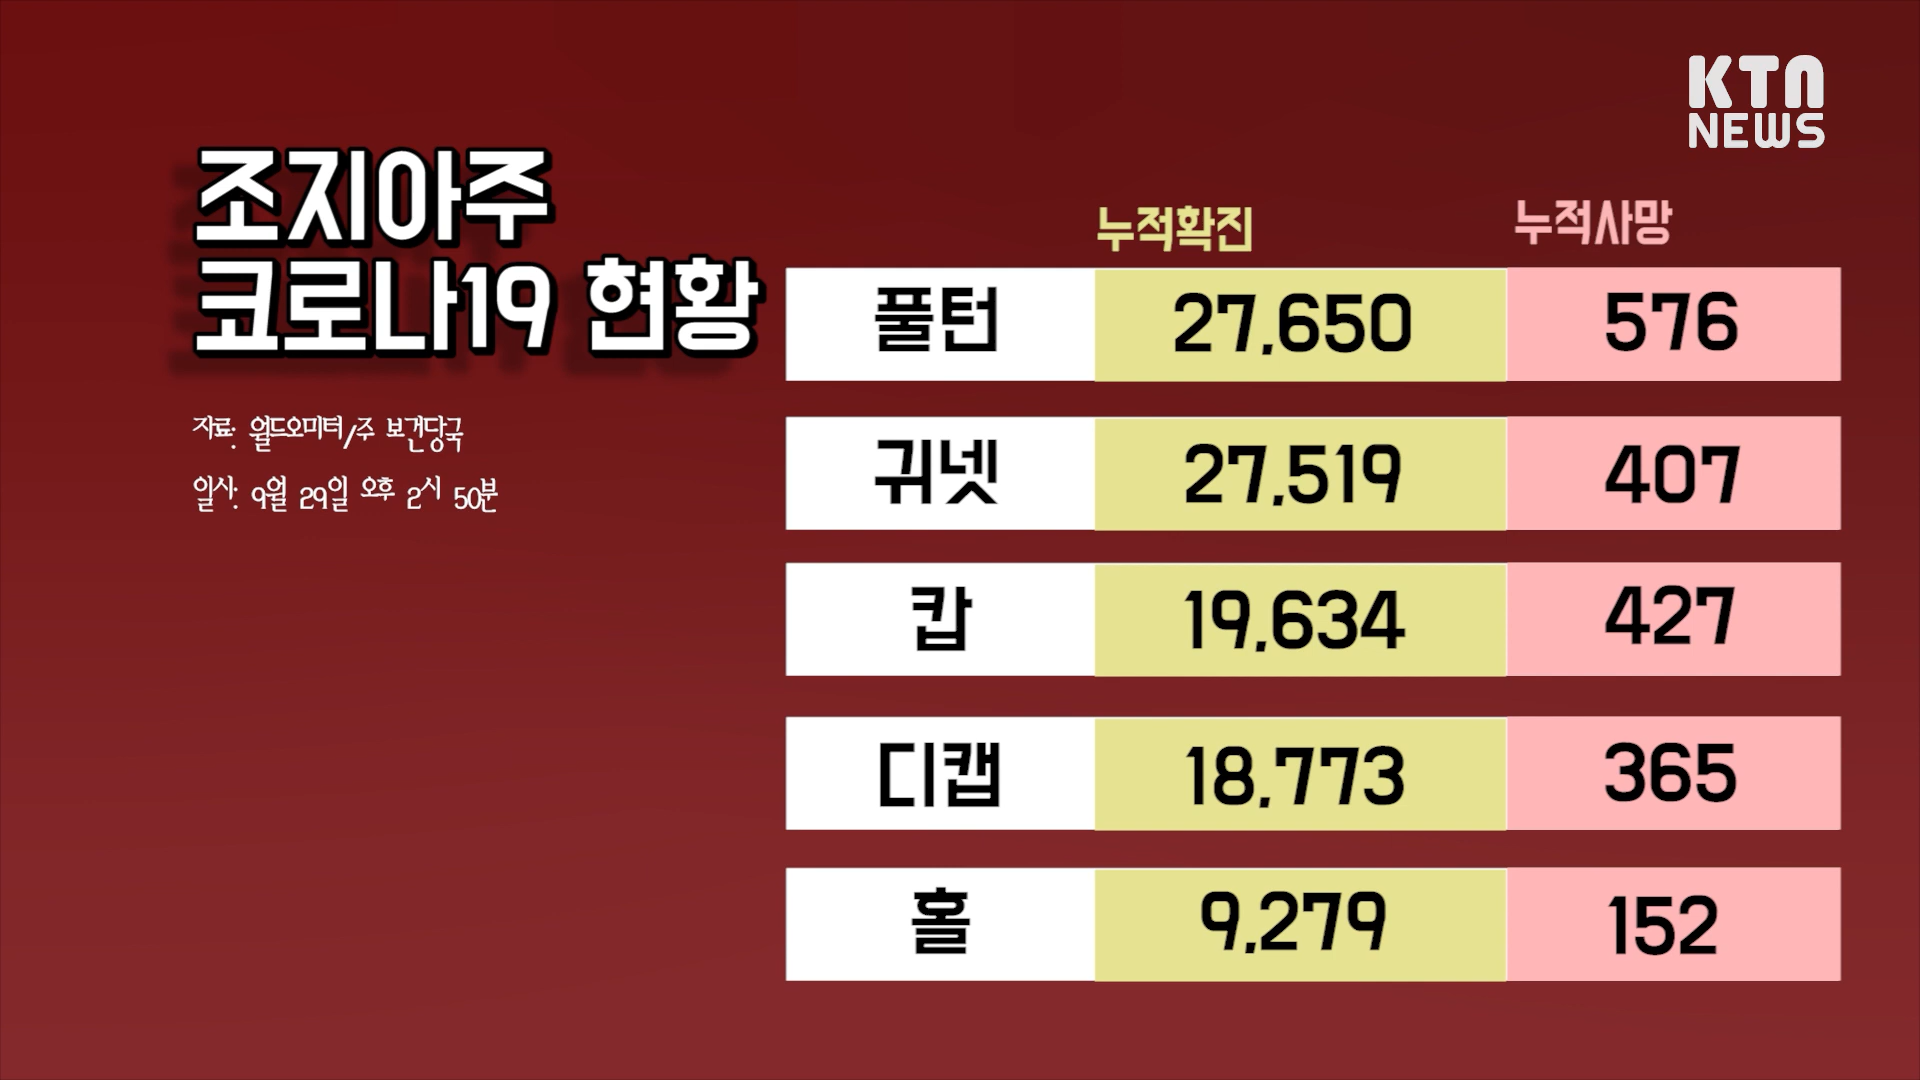 KTN
NEWS
조지아주
코로나19 현황
자료: 월드오미터/주 보건당국
일시: 9월 29일 오후 2시 50분
누적확진 누적사망
풀턴 27,650 576
귀넷 27,519 407
캅 19,634 427
디캡 18,773 365
홀 9,279 152